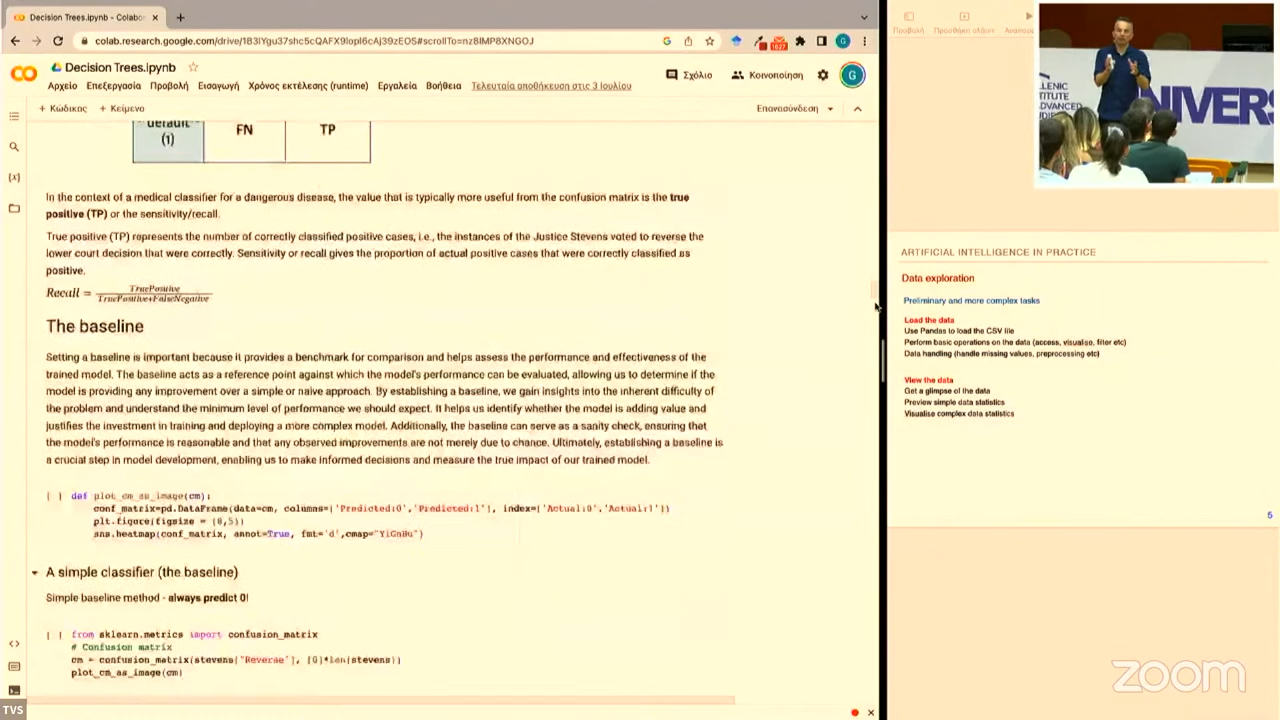 Decision Trees.ipynb - Colabo
colab.research.google.com/drive/
Decision Trees.ipynb
Σχόλιο
Κοινοποίηση
G
Αρχείο Επεξεργασία Προβολή Εισαγωγή Χρόνος εκτέλεσης (runtime) Εργαλεία Βοήθεια Τελευταία αποθήκευση στις 3 Ιουλίου
+ Κώδικας + Κείμενο
Επανασύνδεση
default
(1)
FN
TP
In the context of a medical classifier for a dangerous disease, the value that is typically more useful from the confusion matrix is the true
positive (TP) or the sensitivity/recall.
True positive (TP) represents the number of correctly classified positive cases, i.e., the instances of the Justice Stevens voted to reverse the
lower court decision that were correctly. Sensitivity or recall gives the proportion of actual positive cases that were correctly classified as
positive.
Recall = TruePositive
TruePositive+FalseNegative
The baseline
Setting a baseline is important because it provides a benchmark for comparison and helps assess the performance and effectiveness of the
trained model. The baseline acts as a reference point against which the model's performance can be evaluated, allowing us to determine if the
model is providing any improvement over a simple or naive approach. By establishing a baseline, we gain insights into the inherent difficulty of
the problem and understand the minimum level of performance we should expect. It helps us identify whether the model is adding value and
justifies the investment in training and deploying a more complex model. Additionally, the baseline can serve as a sanity check, ensuring that
the model's performance is reasonable and that any observed improvements are not merely due to chance. Ultimately, establishing a baseline is
a crucial step in model development, enabling us to make informed decisions and measure the true impact of our trained model.
[ ] def plot_cm_as_image(cm):
conf_matrix=pd.DataFrame(data=cm, columns=['Predicted:0','Predicted:1'], index=['Actual:0','Actual:1'])
plt.figure(figsize = (8,5))
sns.heatmap(conf_matrix, annot=True, fmt='d',cmap="YlGnBu")
A simple classifier (the baseline)
Simple baseline method - always predict 0!
[ ] from sklearn.metrics import confusion_matrix
# Confusion matrix
cm = confusion_matrix(stevens["Reverse"], [0]*len(stevens))
plot_cm_as_image(cm)
TVS
Προβολή Προσθήκη
LLENIC
STITUTE
ADVANCED
UNIVERS
ARTIFICIAL INTELLIGENCE IN PRACTICE
Data exploration
Preliminary and more complex tasks
Load the data
Use Pandas to load the CSV file
Perform basic operations on the data (access, visualise, filter etc)
Data handling (handle missing values, preprocessing etc)
View the data
Get a glimpse of the data
Preview simple data statistics
Visualise complex data statistics
5
zoom